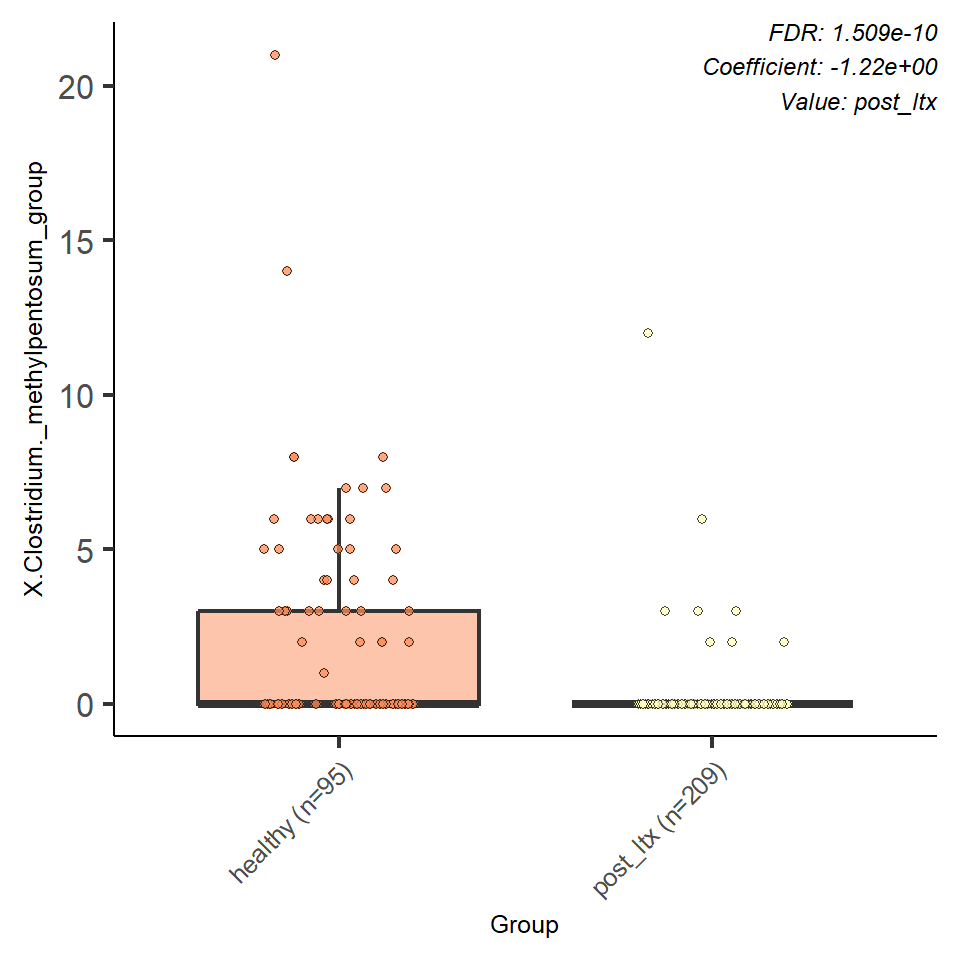 FDR: 1.509e-10
Coefficient: -1.22e+00
Value: post_ltx
X.Clostridium._methylpentosum_group
20
15
10
5
0
healthy (n=95)
post_ltx (n=209)
Group